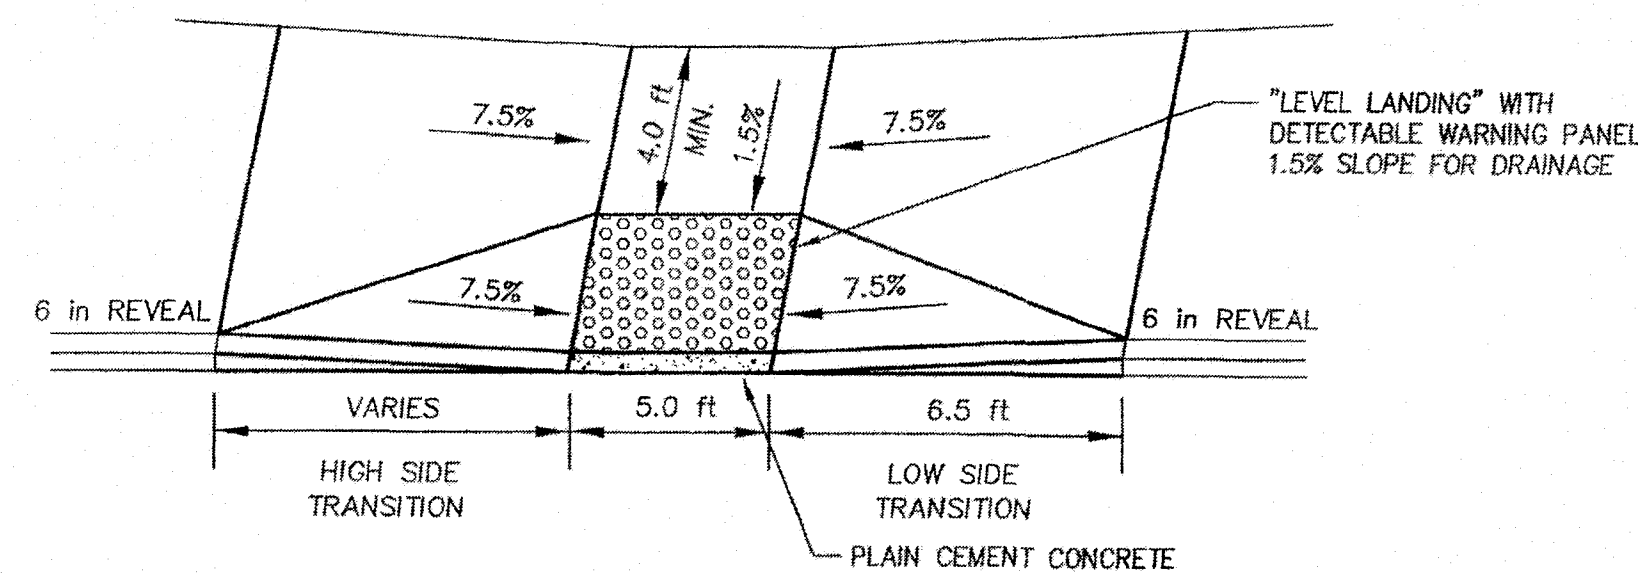 7.5%
4.0 ft
MIN.
1.5%
7.5%
"LEVEL LANDING" WITH
DETECTABLE WARNING PANEL
1.5% SLOPE FOR DRAINAGE
6 in REVEAL
7.5%
7.5%
6 in REVEAL
VARIES
5.0 ft
6.5 ft
HIGH SIDE
TRANSITION
LOW SIDE
TRANSITION
PLAIN CEMENT CONCRETE